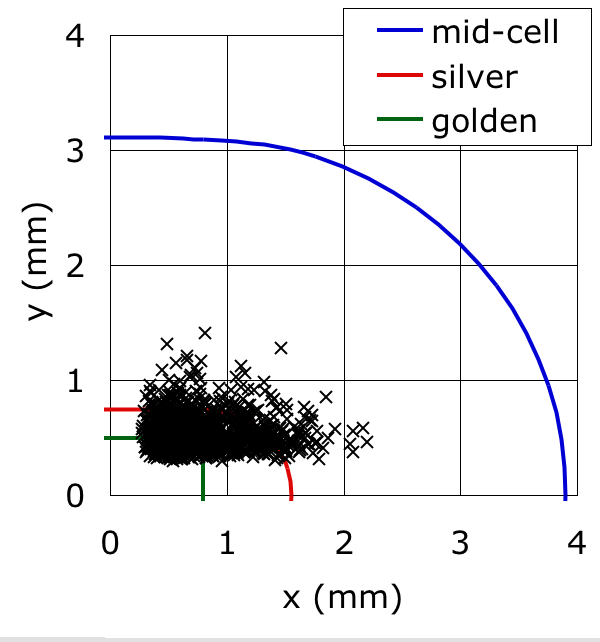 mid-cell
silver
golden
4
3
2
1
0
y (mm)
0 1 2 3 4
x (mm)